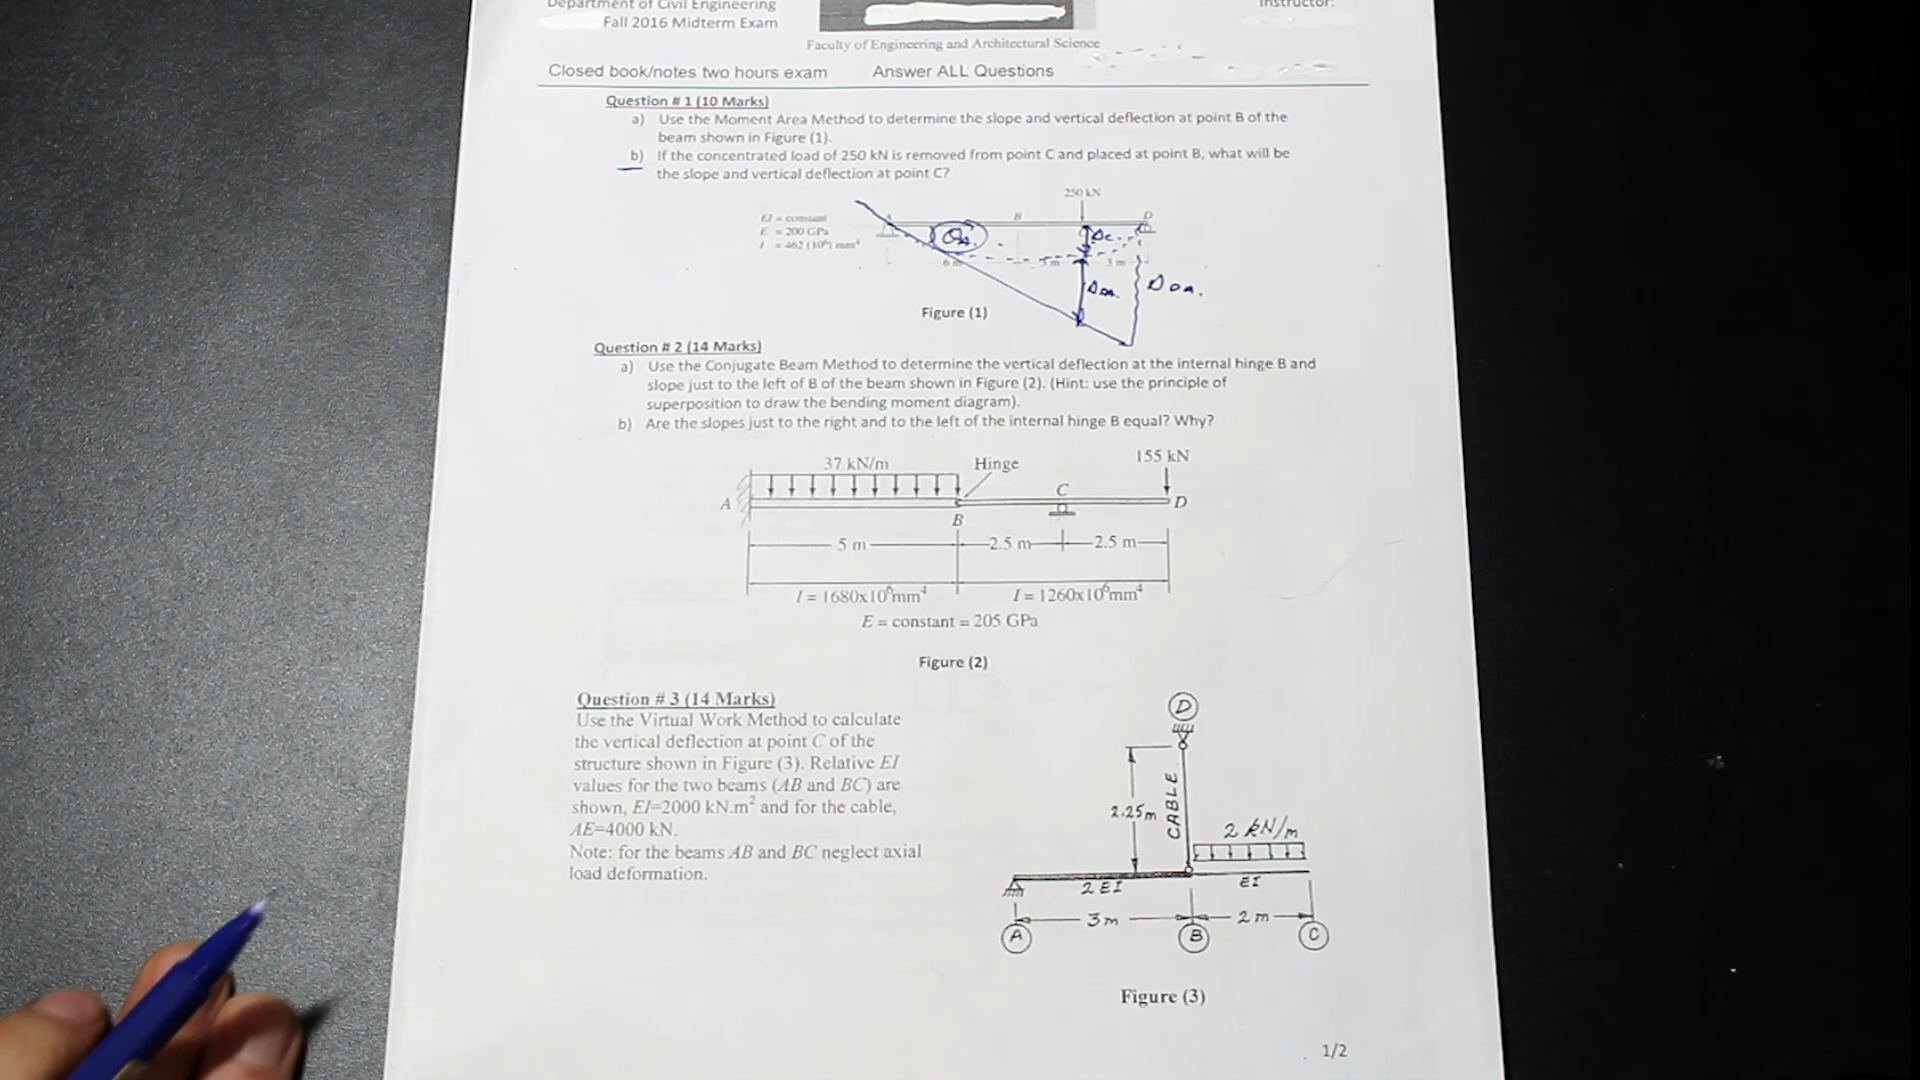 Department of Civil Engineering
Instructor:
Fall 2016 Midterm Exam
Faculty of Engineering and Architectural Science
Closed book/notes two hours exam Answer ALL Questions
Question # 1 (10 Marks)
a) Use the Moment Area Method to determine the slope and vertical deflection at point B of the
beam shown in Figure (1).
b) If the concentrated load of 250 kN is removed from point C and placed at point B, what will be
the slope and vertical deflection at point C?
250 kN
EI = constant
E = 200 GPa
I = 462 (10⁶) mm⁴
A
B
D
θA
Δc
6 m
3 m
3 m
Figure (1)
Question # 2 (14 Marks)
a) Use the Conjugate Beam Method to determine the vertical deflection at the internal hinge B and
slope just to the left of B of the beam shown in Figure (2). (Hint: use the principle of
superposition to draw the bending moment diagram).
b) Are the slopes just to the right and to the left of the internal hinge B equal? Why?
37 kN/m
Hinge
155 kN
A
C
D
B
5 m
2.5 m
2.5 m
I = 1680x10⁶mm⁴
I = 1260x10⁶mm⁴
E = constant = 205 GPa
Figure (2)
Question # 3 (14 Marks)
Use the Virtual Work Method to calculate
the vertical deflection at point C of the
structure shown in Figure (3). Relative EI
values for the two beams (AB and BC) are
shown, EI=2000 kN.m² and for the cable,
AE=4000 kN.
Note: for the beams AB and BC neglect axial
load deformation.
D
CABLE
2.25m
2 kN/m
2 EI
EI
3m
2m
A
B
C
Figure (3)
1/2